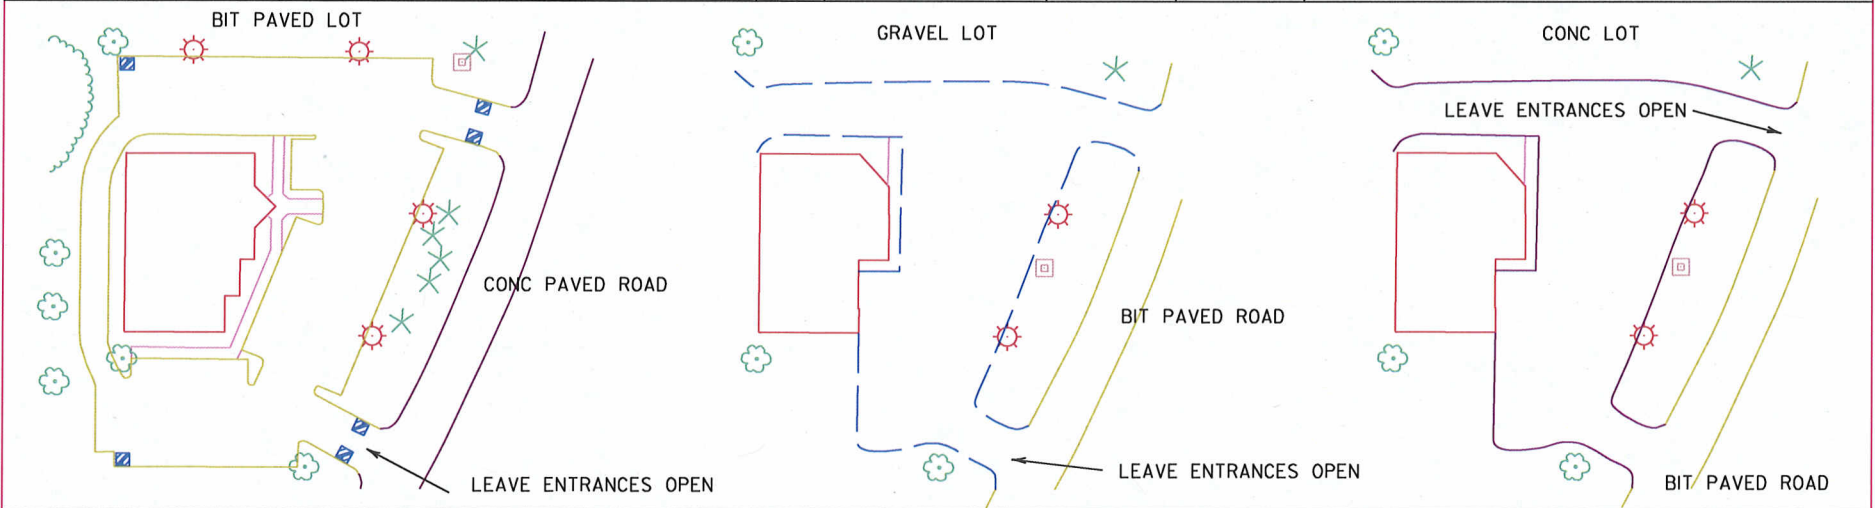 BIT PAVED LOT
CONC PAVED ROAD
LEAVE ENTRANCES OPEN
GRAVEL LOT
BIT PAVED ROAD
LEAVE ENTRANCES OPEN
CONC LOT
LEAVE ENTRANCES OPEN
BIT PAVED ROAD